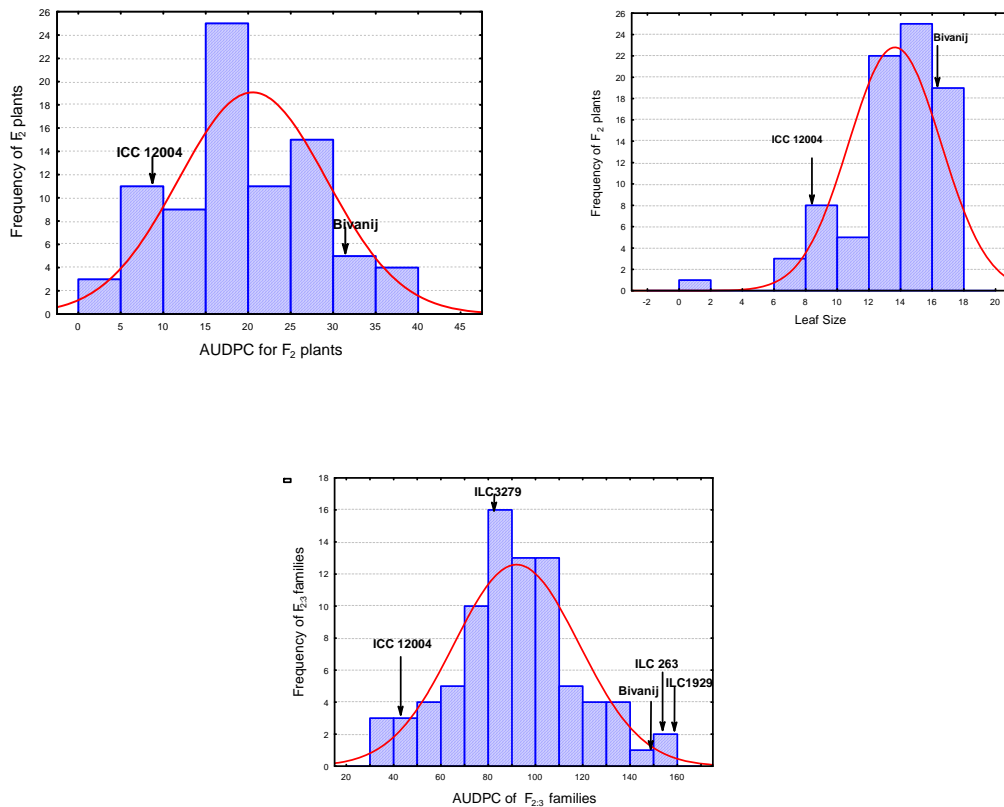 26
24
22
20
18
16
14
12
10
8
6
4
2
0
Frequency of F2 plants
ICC 12004
Bivanij
0 5 10 15 20 25 30 35 40 45
AUDPC for F2 plants
26
24
22
20
18
16
14
12
10
8
6
4
2
0
Frequency of F2 plants
Bivanij
ICC 12004
-2 0 2 4 6 8 10 12 14 16 18 20
Leaf Size
18
16
14
12
10
8
6
4
2
0
Frequency of F2:3 families
ILC3279
ICC 12004
ILC 263
ILC1929
Bivanij
20 40 60 80 100 120 140 160
AUDPC of F2:3 families